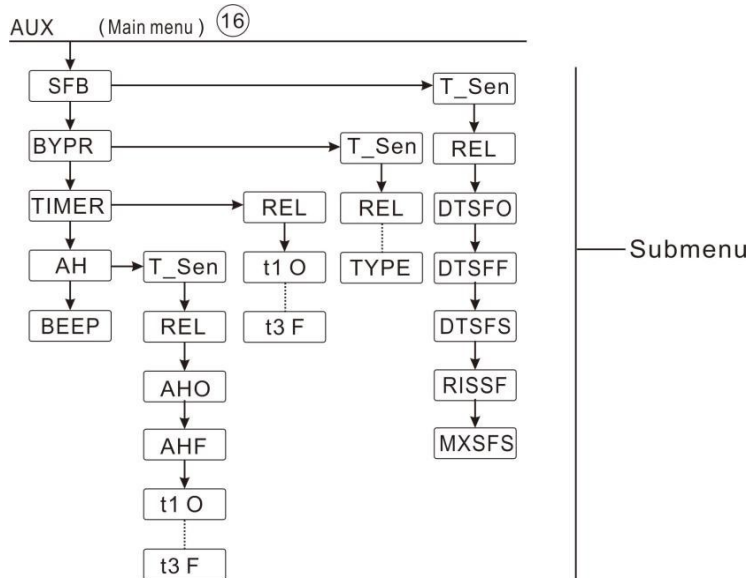 AUX (Main menu) 16
SFB T_Sen
BYPR T_Sen REL
TIMER REL REL DTSFO
AH T_Sen t1 O TYPE DTSFF
BEEP REL t3 F DTSFS
AHO RISSF
AHF MXSFS
t1 O
t3 F
Submenu